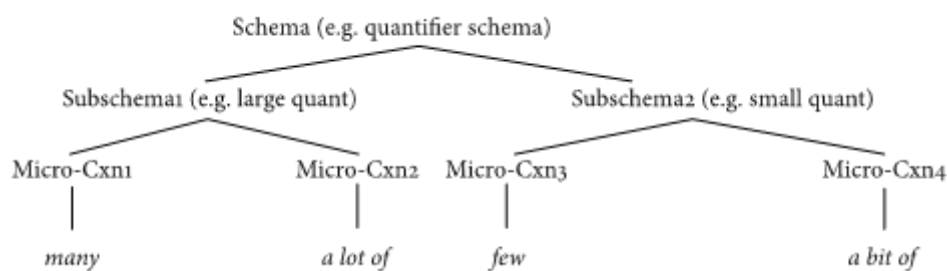 Schema (e.g. quantifier schema)
Subschema1 (e.g. large quant) Subschema2 (e.g. small quant)
Micro-Cxn1 Micro-Cxn2 Micro-Cxn3 Micro-Cxn4
many a lot of few a bit of